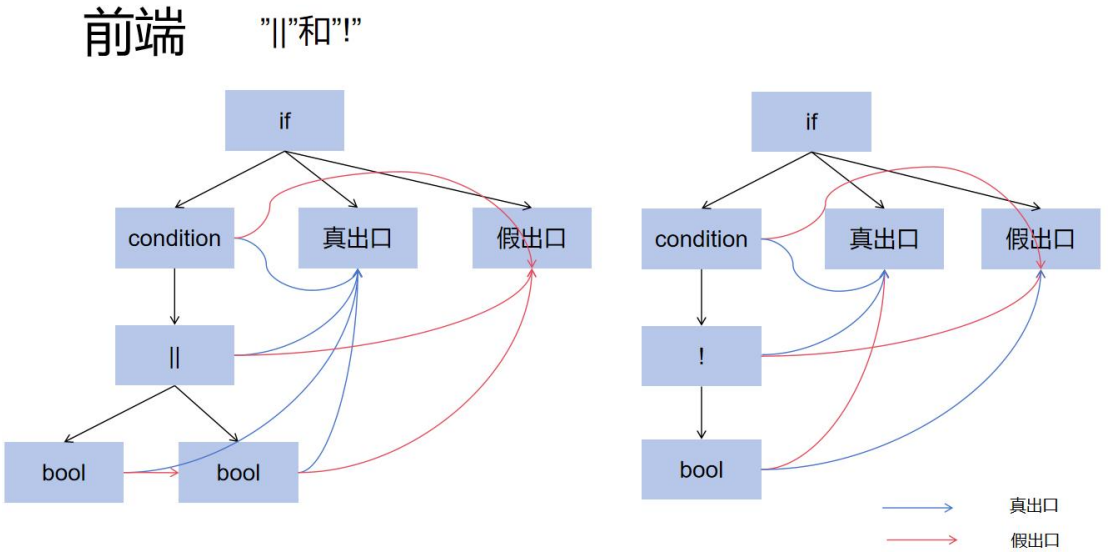 前端
”||”和”!”
if
condition
真出口
假出口
||
bool
bool
if
condition
真出口
假出口
!
bool
真出口
假出口